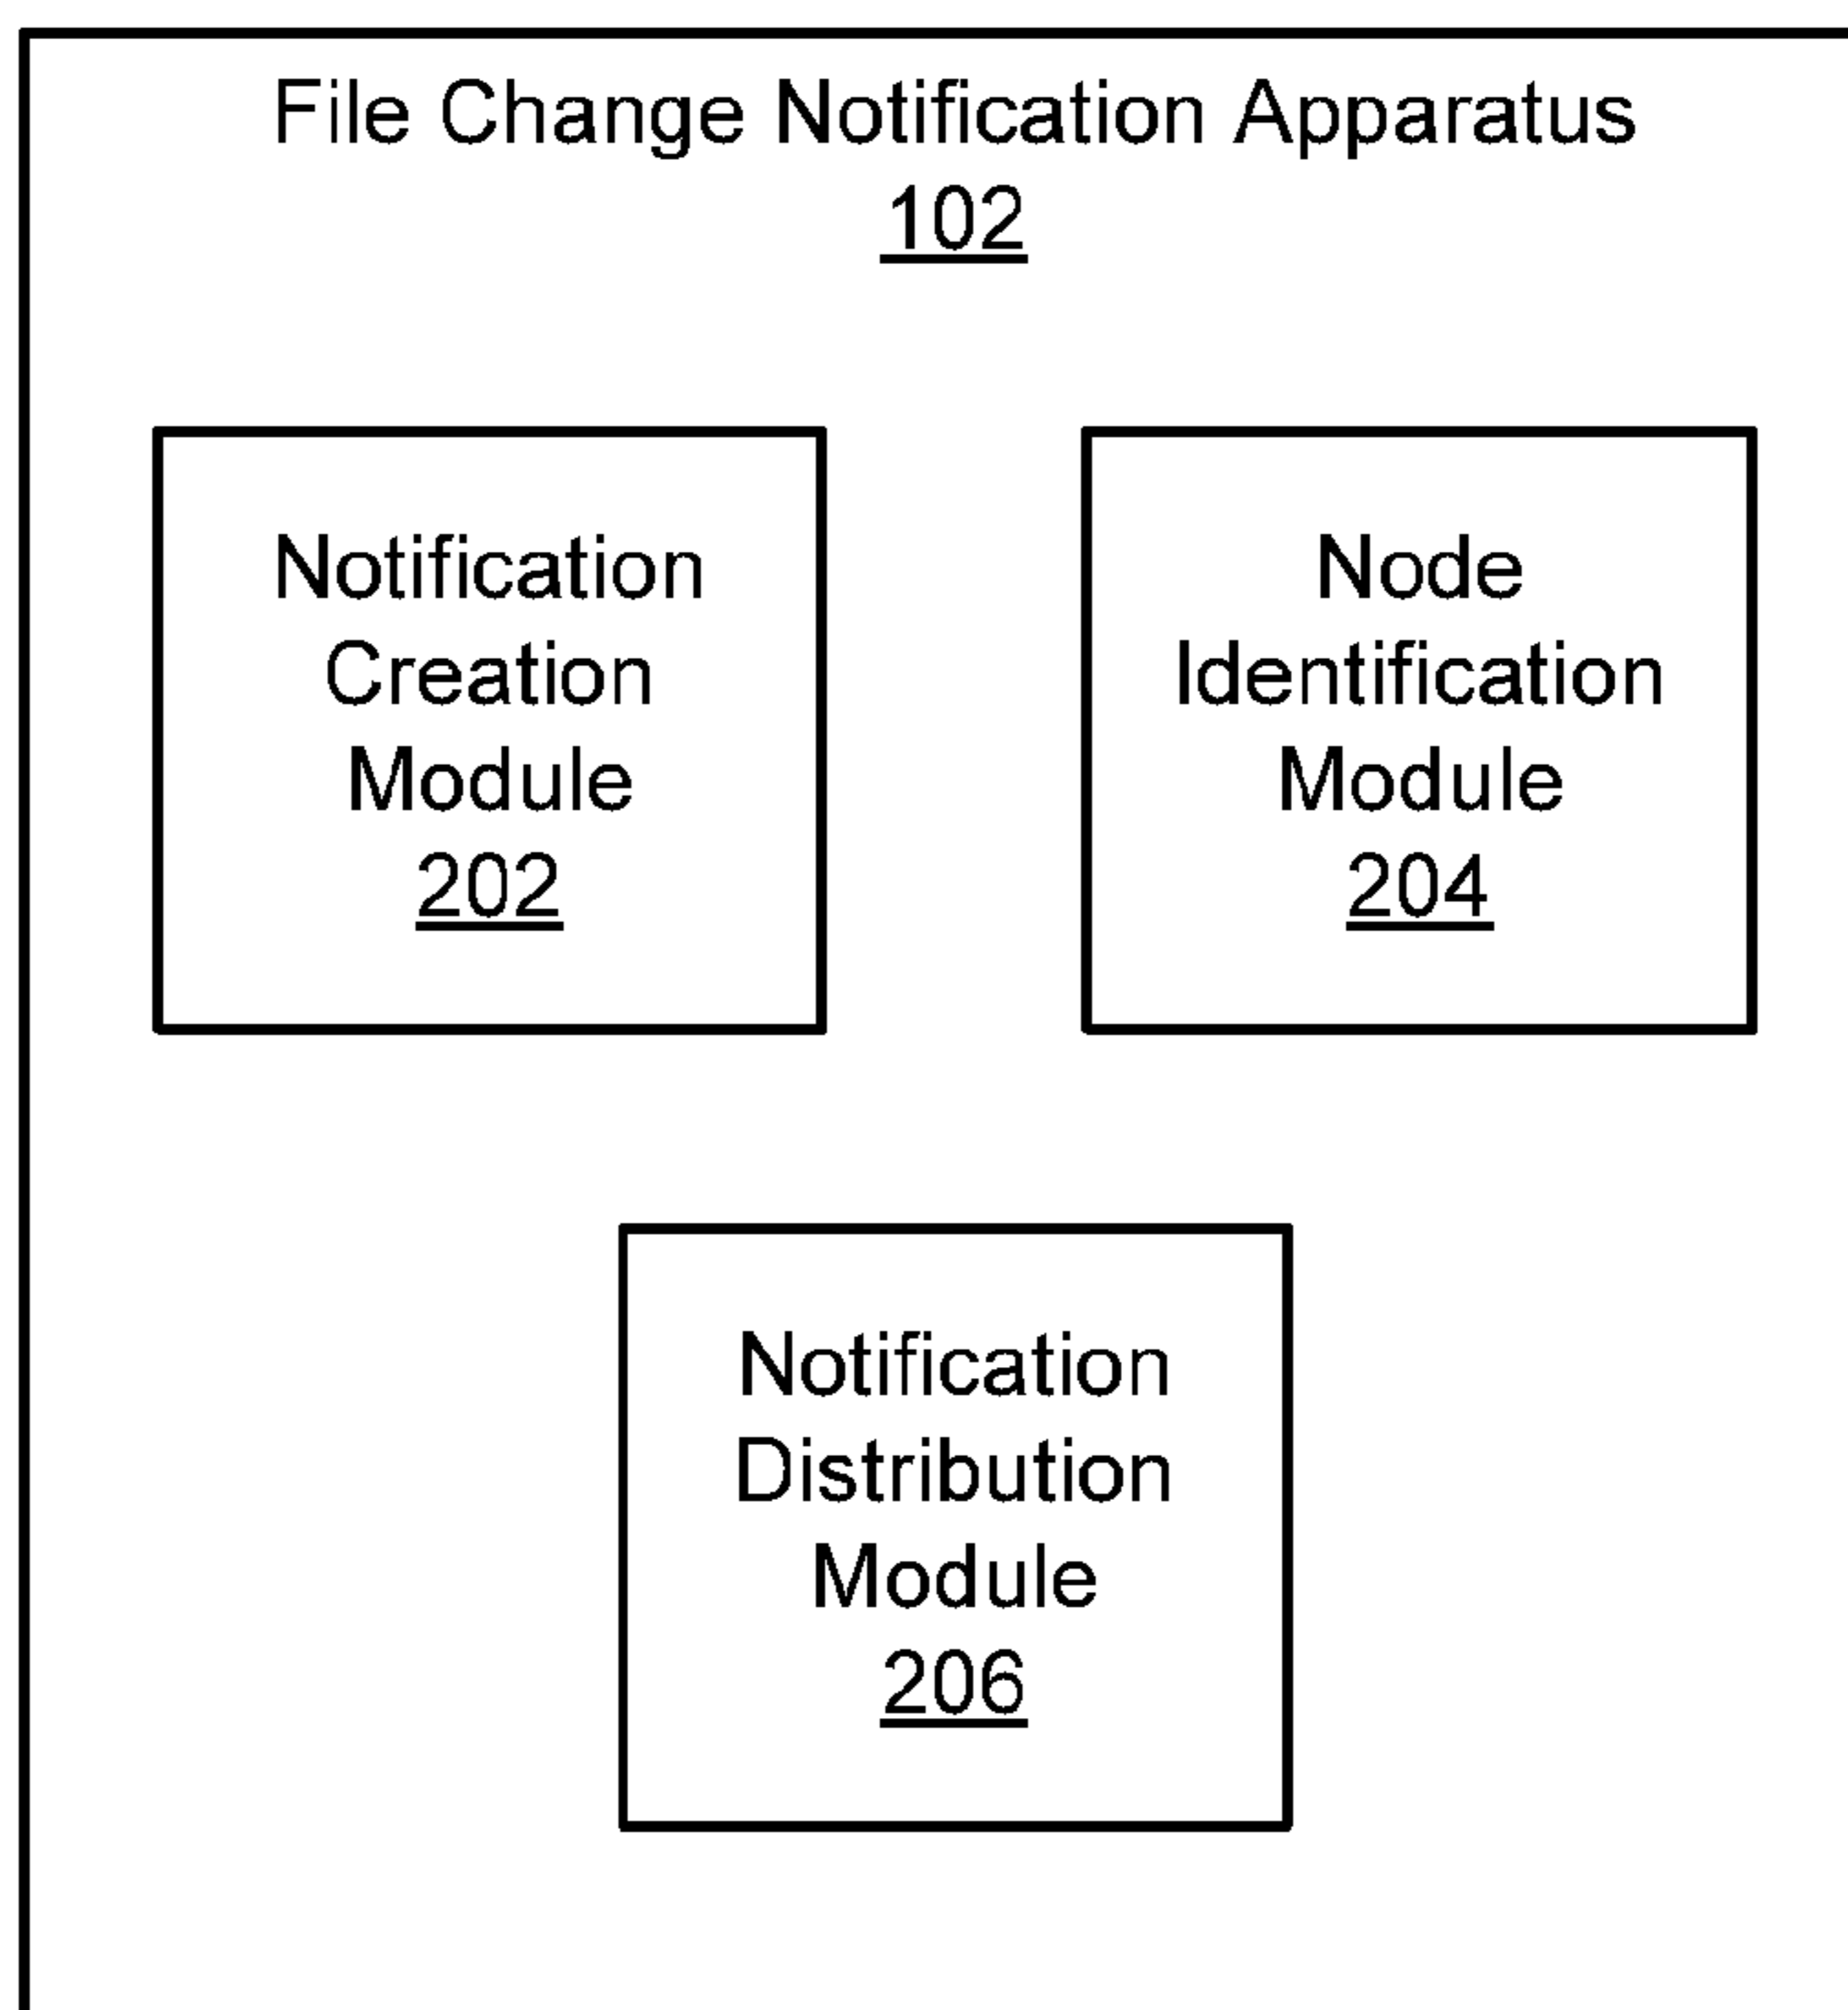 File Change Notification Apparatus
102
Notification
Creation
Module
202
Node
Identification
Module
204
Notification
Distribution
Module
206